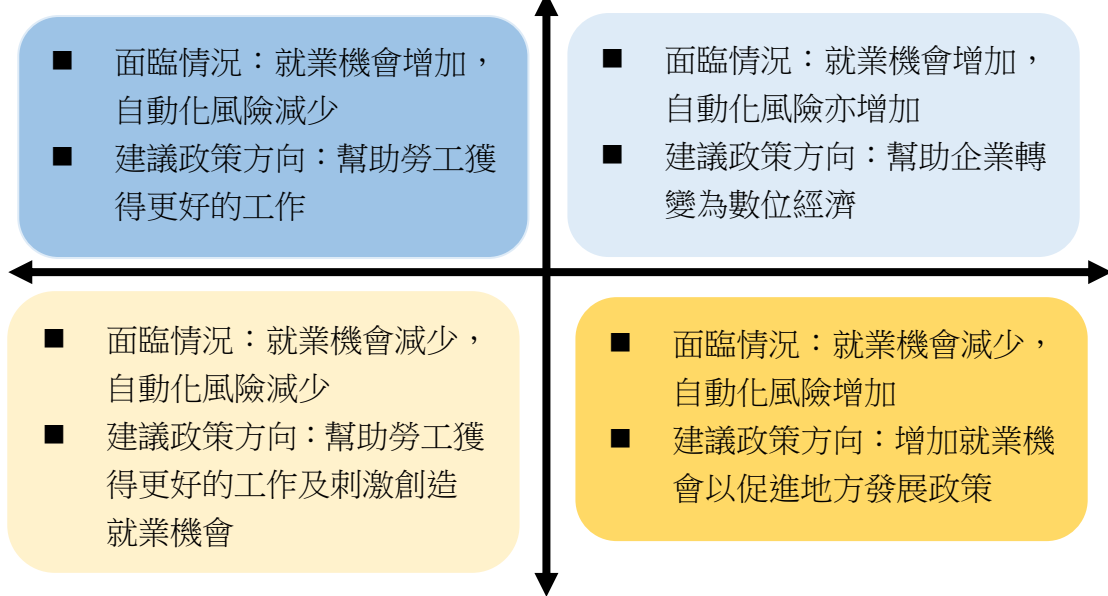 ■ 面臨情況：就業機會增加，
自動化風險減少
■ 建議政策方向：幫助勞工獲
得更好的工作
■ 面臨情況：就業機會增加，
自動化風險亦增加
■ 建議政策方向：幫助企業轉
變為數位經濟
■ 面臨情況：就業機會減少，
自動化風險減少
■ 建議政策方向：幫助勞工獲
得更好的工作及刺激創造
就業機會
■ 面臨情況：就業機會減少，
自動化風險增加
■ 建議政策方向：增加就業機
會以促進地方發展政策